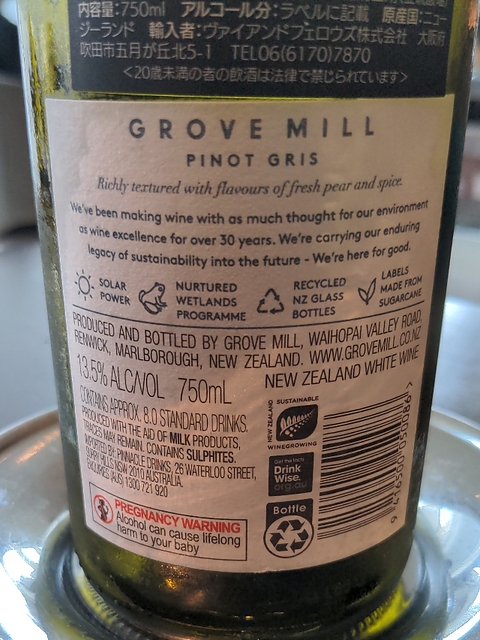 内容量:750ml アルコール分:ラベルに記載 原産国:ニュー
ジーランド 輸入者:ヴァイアンドフェロウズ株式会社 大阪府
吹田市五月が丘北5-1 TEL06(6170)7870
<20歳未満の者の飲酒は法律で禁じられています>
GROVE MILL
PINOT GRIS
Richly textured with flavours of fresh pear and spice.
We've been making wine with as much thought for our environment
as wine excellence for over 30 years. We're carrying our enduring
legacy of sustainability into the future - We're here for good.
SOLAR
POWER
NURTURED
WETLANDS
PROGRAMME
RECYCLED
NZ GLASS
BOTTLES
LABELS
MADE FROM
SUGARCANE
PRODUCED AND BOTTLED BY GROVE MILL, WAIHOPAI VALLEY ROAD,
RENWICK, MARLBOROUGH, NEW ZEALAND. WWW.GROVEMILL.CO.NZ
13.5% ALC/VOL 750mL NEW ZEALAND WHITE WINE
CONTAINS APPROX. 8.0 STANDARD DRINKS.
PRODUCED WITH THE AID OF MILK PRODUCTS,
TRACES MAY REMAIN. CONTAINS SULPHITES.
IMPORTED BY: PINNACLE DRINKS, 26 WATERLOO STREET,
SURRY HILLS NSW 2010 AUSTRALIA.
ENQUIRIES (AUS) 1300 721 920
PREGNANCY WARNING
Alcohol can cause lifelong
harm to your baby
SUSTAINABLE
NEW ZEALAND
WINEGROWING
Get the facts
Drink
Wise.
org.au
Bottle